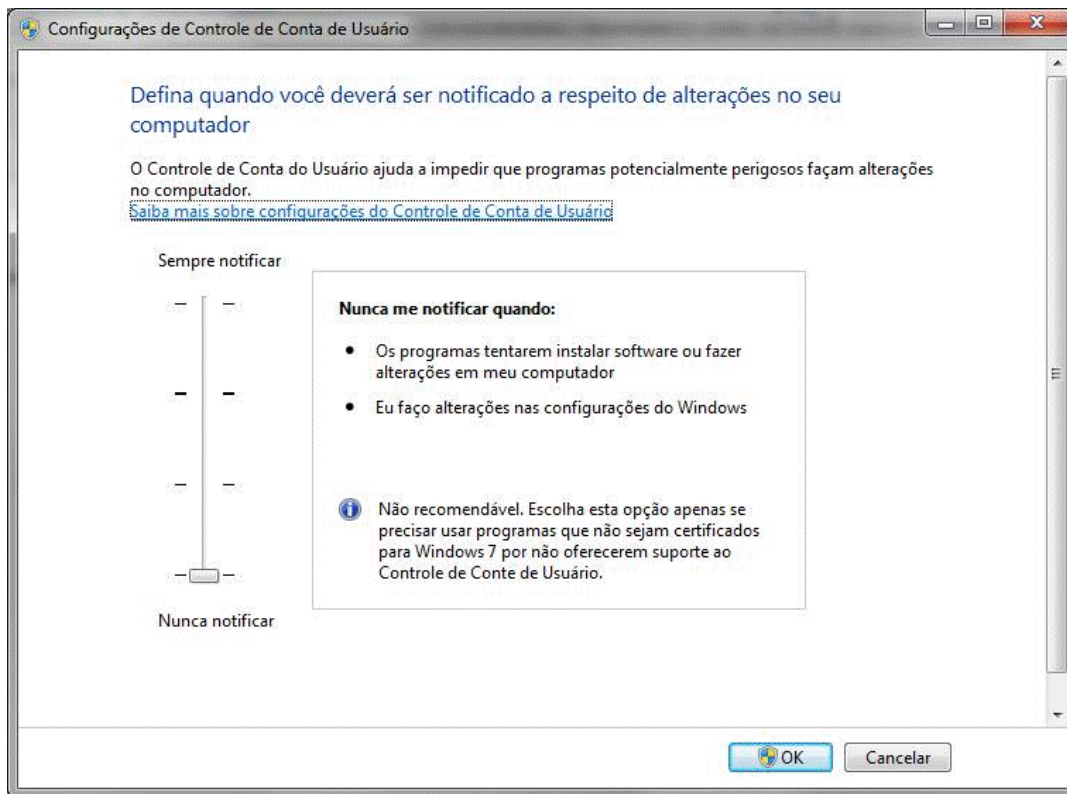 Configurações de Controle de Conta de Usuário
Defina quando você deverá ser notificado a respeito de alterações no seu
computador
O Controle de Conta do Usuário ajuda a impedir que programas potencialmente perigosos façam alterações
no computador.
Saiba mais sobre configurações do Controle de Conta de Usuário
Sempre notificar
Nunca me notificar quando:
• Os programas tentarem instalar software ou fazer
alterações em meu computador
• Eu faço alterações nas configurações do Windows
Não recomendável. Escolha esta opção apenas se
precisar usar programas que não sejam certificados
para Windows 7 por não oferecerem suporte ao
Controle de Conte de Usuário.
Nunca notificar
OK
Cancelar